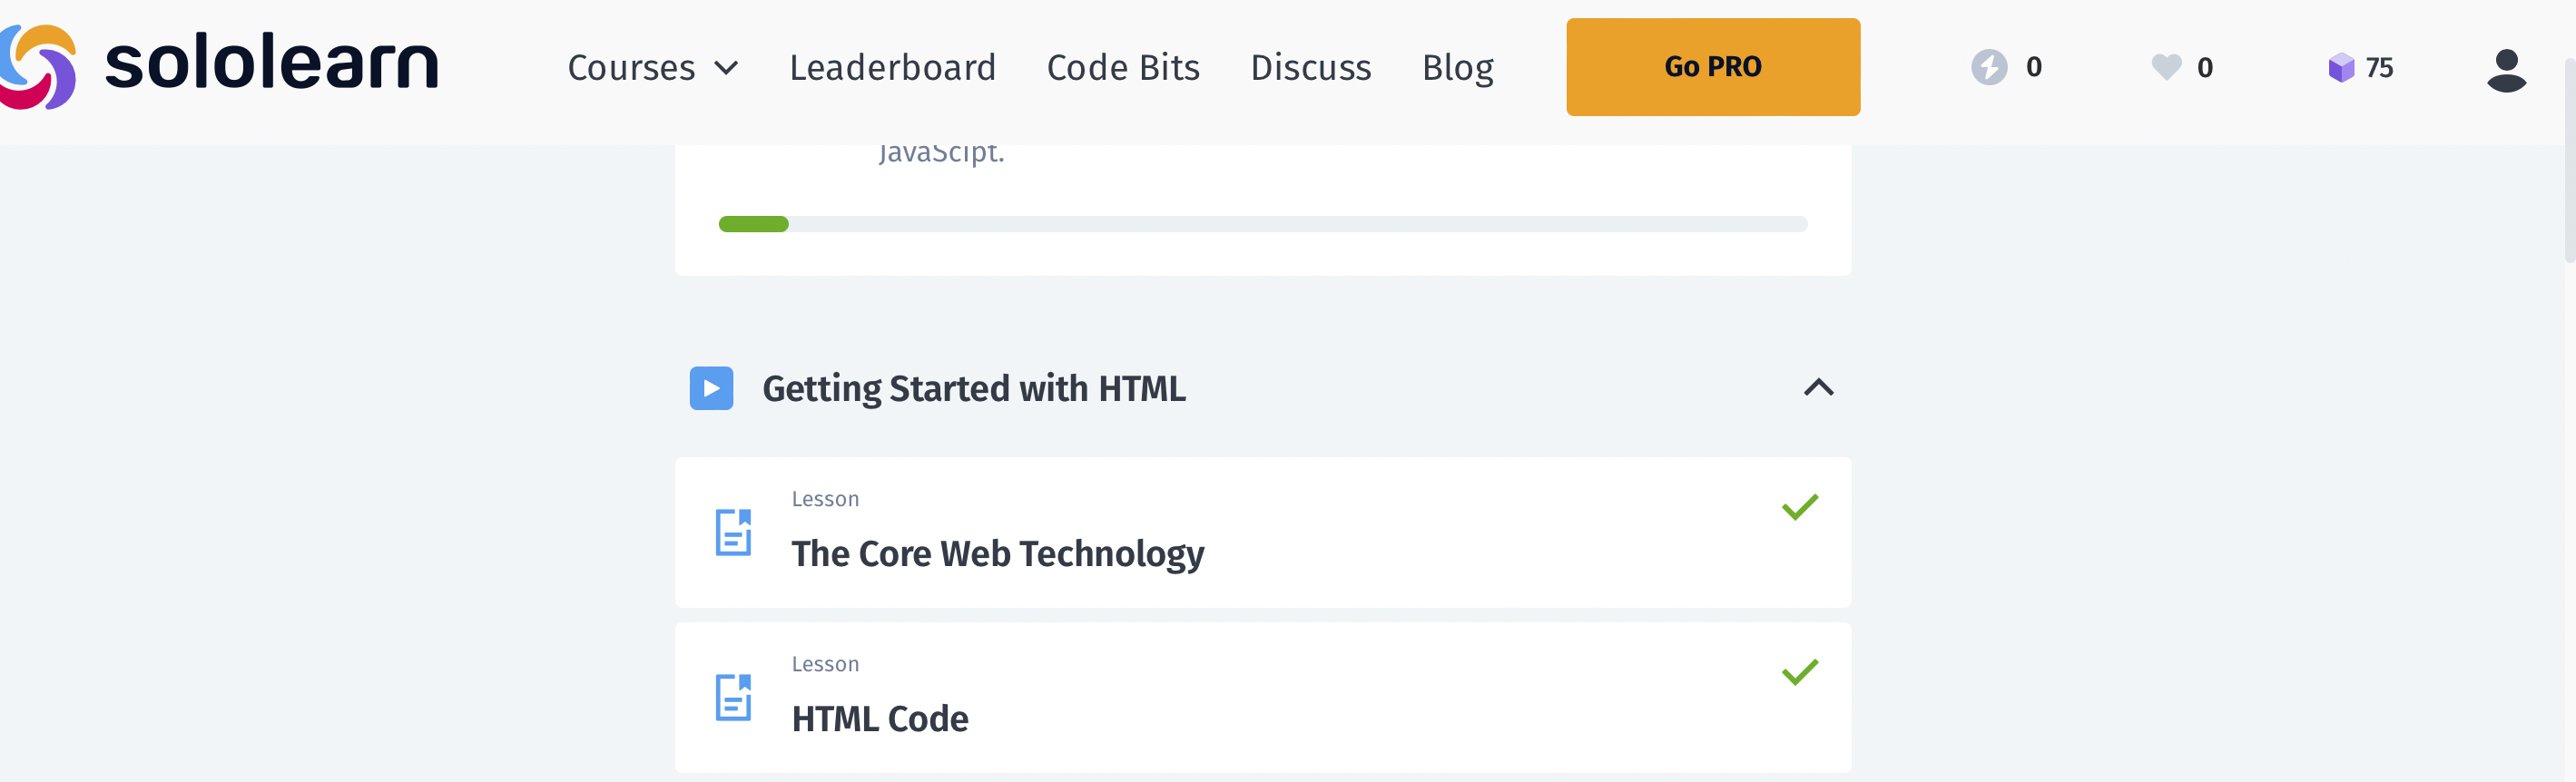 sololearn
Courses Leaderboard Code Bits Discuss Blog Go PRO 0 0 75
JavaScript.
Getting Started with HTML
Lesson
The Core Web Technology
Lesson
HTML Code